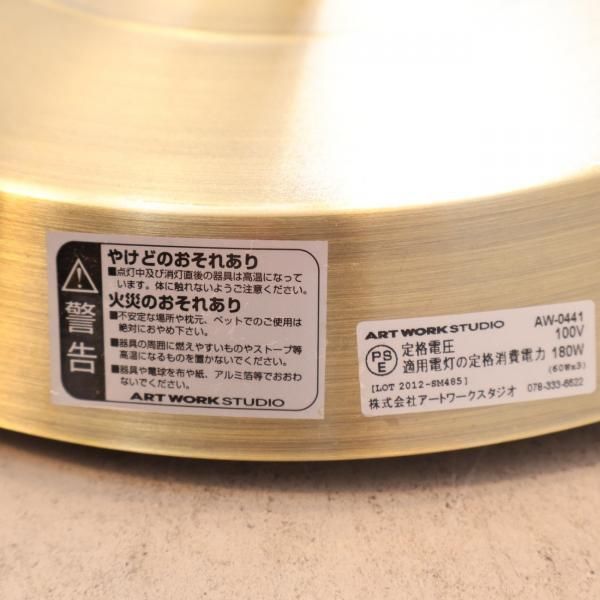 警告
やけどのおそれあり
■点灯中及び消灯直後の器具は高温になって
います。体に触れないようご注意ください。
火災のおそれあり
■不安定な場所や枕元、ベットでのご使用は
絶対におやめ下さい。
■器具の周囲に燃えやすいものやストーブ等
高温になるものを置かないでください。
■器具や電球を布や紙、アルミ箔等でおおわ
ないでください。
ART WORK STUDIO
ART WORK STUDIO AW-0441
PSE 定格電圧 100V
適用電灯の定格消費電力 180W
(60W×3)
[LOT 2012-SM485]
株式会社アートワークスタジオ 078-333-6622